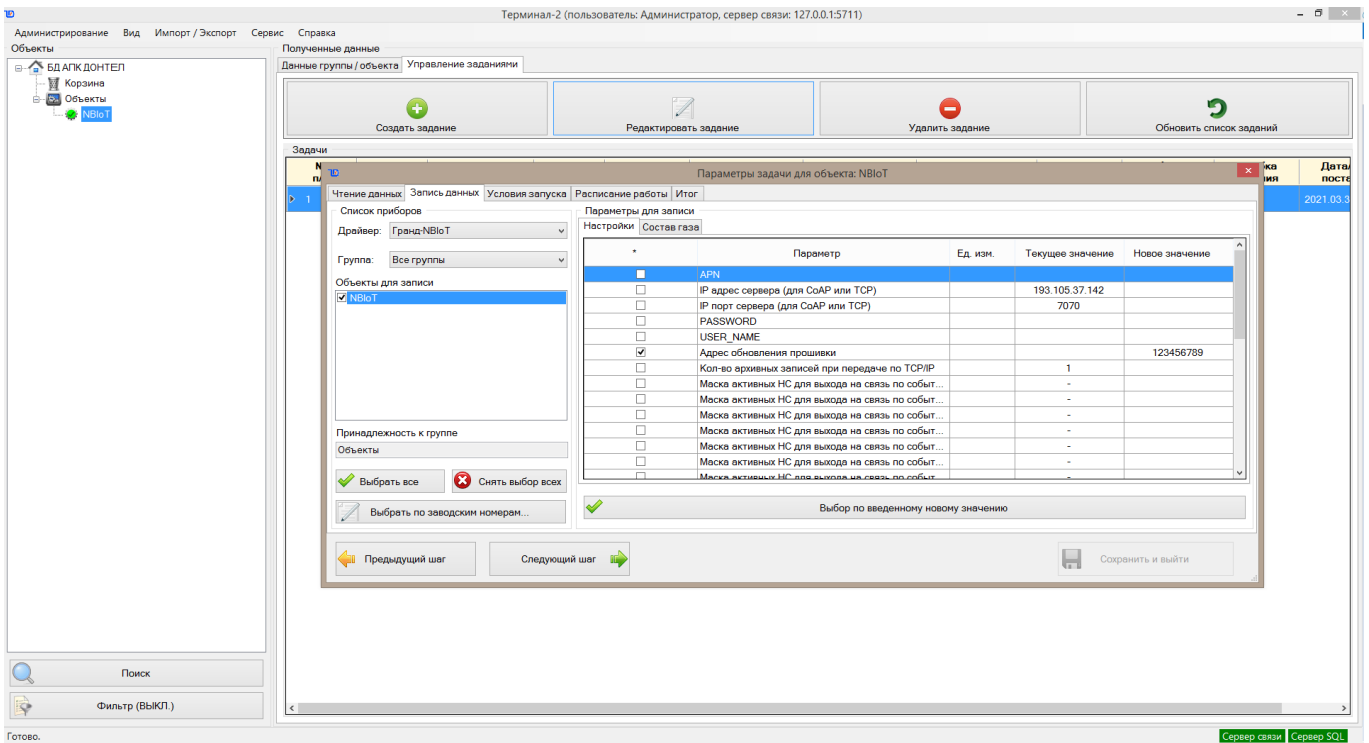 Терминал-2 (пользователь: Администратор, сервер связи: 127.0.0.1:5711)
Администрирование Вид Импорт / Экспорт Сервис Справка
Объекты
БД АПК ДОНТЕЛ
Корзина
Объекты
NBIoT
Поиск
Фильтр (ВЫКЛ.)
Полученные данные
Данные группы / объекта Управление заданиями
Создать задание Редактировать задание Удалить задание Обновить список заданий
Задачи
1 2021.03.3
Параметры задачи для объекта: NBIoT
Чтение данных Запись данных Условия запуска Расписание работы Итог
Список приборов
Драйвер: Гранд-NBIoT
Группа: Все группы
Объекты для записи
NBIoT
Принадлежность к группе
Объекты
Выбрать все Снять выбор всех
Выбрать по заводским номерам...
Параметры для записи
Настройки Состав газа
* Параметр Ед. изм. Текущее значение Новое значение
APN
IP адрес сервера (для CoAP или TCP) 193.105.37.142
IP порт сервера (для CoAP или TCP) 7070
PASSWORD
USER_NAME
Адрес обновления прошивки 123456789
Кол-во архивных записей при передаче по TCP/IP 1
Маска активных НС для выхода на связь по событ... -
Маска активных НС для выхода на связь по событ... -
Маска активных НС для выхода на связь по событ... -
Маска активных НС для выхода на связь по событ... -
Маска активных НС для выхода на связь по событ... -
Маска активных НС для выхода на связь по событ... -
Маска активных НС для выхода на связь по событ...
Выбор по введенному новому значению
Предыдущий шаг Следующий шаг Сохранить и выйти
Готово. Сервер связи Сервер SQL